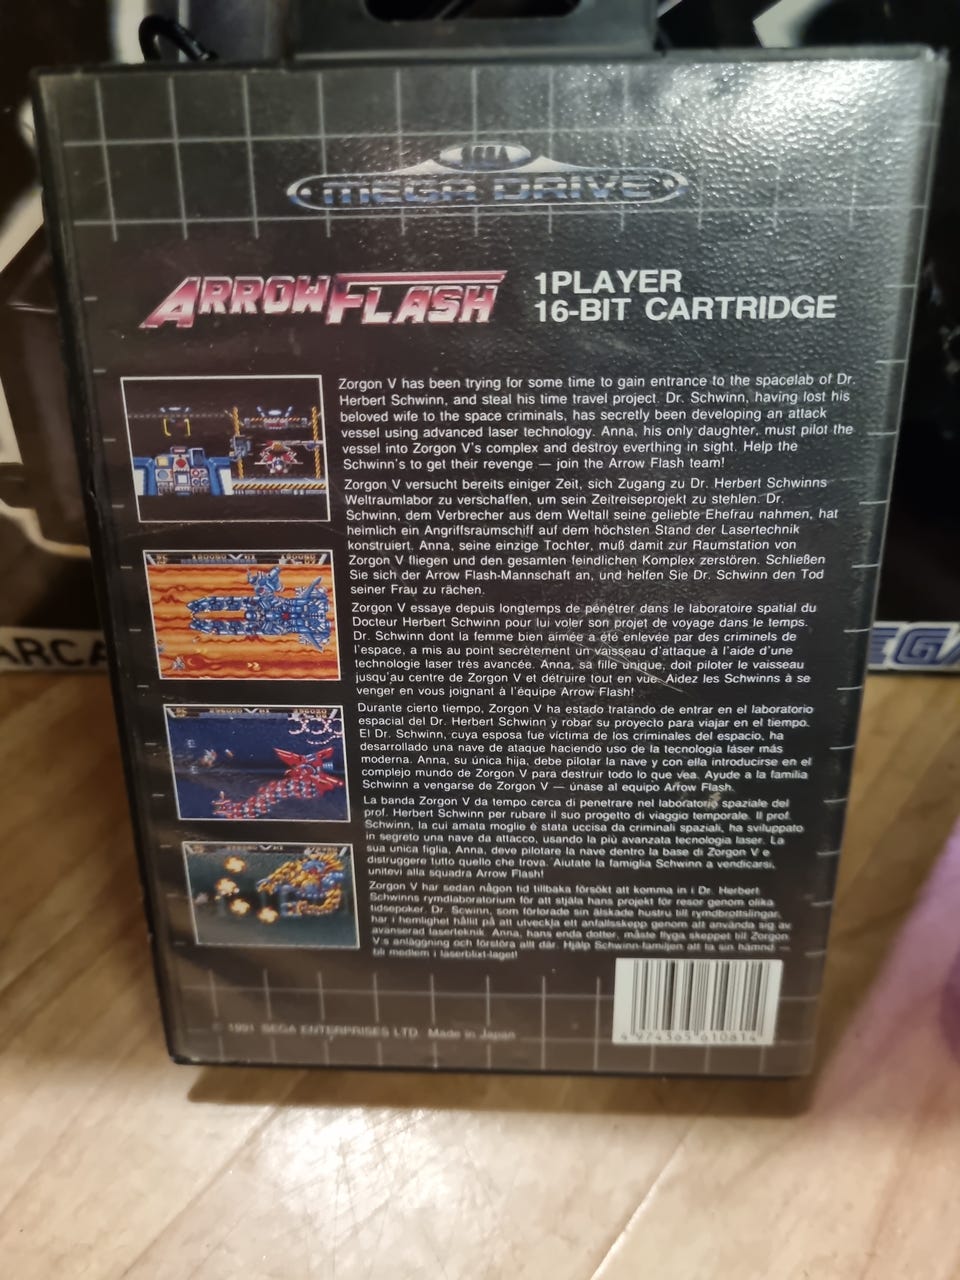 SEGA
MEGA DRIVE
ARROW FLASH
1PLAYER
16-BIT CARTRIDGE
Zorgon V has been trying for some time to gain entrance to the spacelab of Dr.
Herbert Schwinn, and steal his time travel project. Dr. Schwinn, having lost his
beloved wife to the space criminals, has secretly been developing an attack
vessel using advanced laser technology. Anna, his only daughter, must pilot the
vessel into Zorgon V's complex and destroy everthing in sight. Help the
Schwinn's to get their revenge — join the Arrow Flash team!
Zorgon V versucht bereits einiger Zeit, sich Zugang zu Dr. Herbert Schwinns
Weltraumlabor zu verschaffen, um sein Zeitreiseprojekt zu stehlen. Dr.
Schwinn, dem Verbrecher aus dem Weltall seine geliebte Ehefrau nahmen, hat
heimlich ein Angriffsraumschiff auf dem höchsten Stand der Lasertechnik
konstruiert. Anna, seine einzige Tochter, muß damit zur Raumstation von
Zorgon V fliegen und den gesamten feindlichen Komplex zerstören. Schließen
Sie sich der Arrow Flash-Mannschaft an, und helfen Sie Dr. Schwinn den Tod
seiner Frau zu rächen.
Zorgon V essaye depuis longtemps de pénétrer dans le laboratoire spatial du
Docteur Herbert Schwinn pour lui voler son projet de voyage dans le temps.
Dr. Schwinn dont la femme bien aimée a été enlevée par des criminels de
l'espace, a mis au point secrètement un vaisseau d'attaque à l'aide d'une
technologie laser très avancée. Anna, sa fille unique, doit piloter le vaisseau
jusqu'au centre de Zorgon V et détruire tout en vue. Aidez les Schwinns à se
venger en vous joignant à l'équipe Arrow Flash!
Durante cierto tiempo, Zorgon V ha estado tratando de entrar en el laboratorio
espacial del Dr. Herbert Schwinn y robar su proyecto para viajar en el tiempo.
El Dr. Schwinn, cuya esposa fue víctima de los criminales del espacio, ha
desarrollado una nave de ataque haciendo uso de la tecnología láser más
moderna. Anna, su única hija, debe pilotar la nave y con ella introducirse en el
complejo mundo de Zorgon V para destruir todo lo que vea. Ayude a la familia
Schwinn a vengarse de Zorgon V — únase al equipo Arrow Flash.
La banda Zorgon V da tempo cerca di penetrare nel laboratorio spaziale del
prof. Herbert Schwinn per rubare il suo progetto di viaggio temporale. Il prof.
Schwinn, la cui amata moglie è stata uccisa da criminali spaziali, ha sviluppato
in segreto una nave da attacco, usando la più avanzata tecnologia laser. La
sua unica figlia, Anna, deve pilotare la nave dentro la base di Zorgon V e
distruggere tutto quello che trova. Aiutate la famiglia Schwinn a vendicarsi,
unitevi alla squadra Arrow Flash!
Zorgon V har sedan någon tid tillbaka försökt att komma in i Dr. Herbert
Schwinns rymdlaboratorium för att stjäla hans projekt för resor genom olika
tidsepoker. Dr. Scwinn, som förlorade sin älskade hustru till rymdbrottslingar,
har i hemlighet hållit på att utveckla ett anfallsskepp genom att använda sig av
avanserad laserteknik. Anna, hans enda dotter, måste flyga skeppet till Zorgon
V:s anläggning och förstöra allt där. Hjälp Schwinn-familjen att ta sin hämnd —
bli medlem i laserblixt-laget!
© 1991 SEGA ENTERPRISES LTD. Made in Japan
4 974365 610814
ARCA
EGA